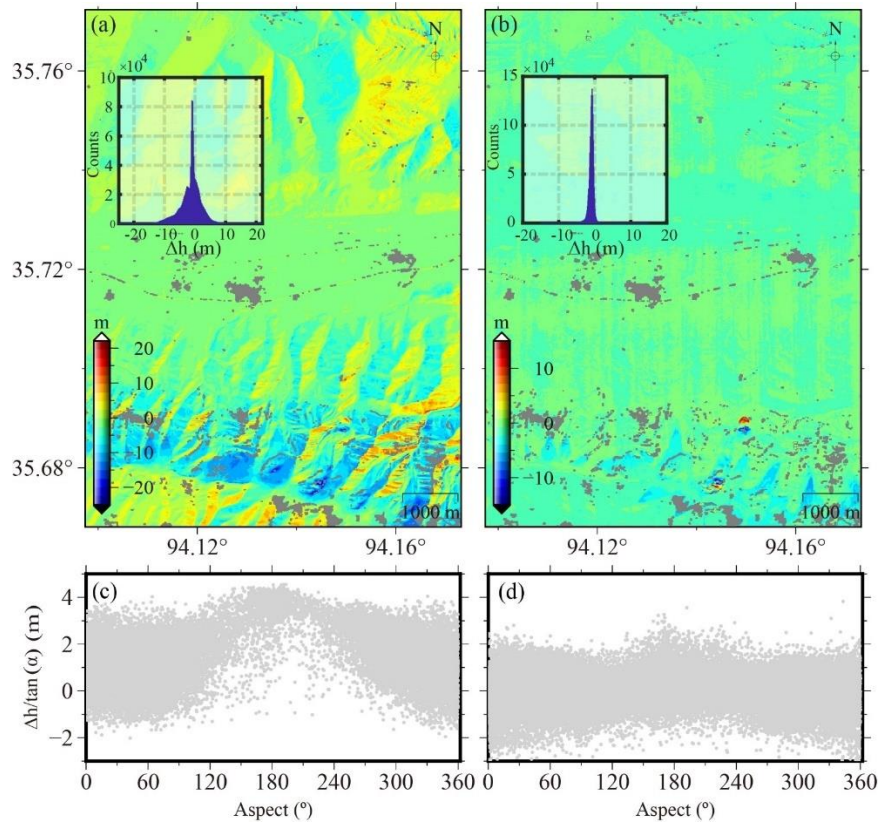 (a)
N
35.76°
35.72°
35.68°
×10⁴
10
8
6
4
2
0
Counts
-20 -10 0 10 20
Δh (m)
m
20
10
0
−10
−20
1000 m
94.12° 94.16°
(b)
N
×10⁴
15
10
5
0
Counts
-20 -10 0 10 20
Δh (m)
m
10
0
−10
1000 m
94.12° 94.16°
(c)
Δh/tan (α) (m)
4
2
0
−2
0 60 120 180 240 300 360
Aspect (º)
(d)
0 60 120 180 240 300 360
Aspect (º)